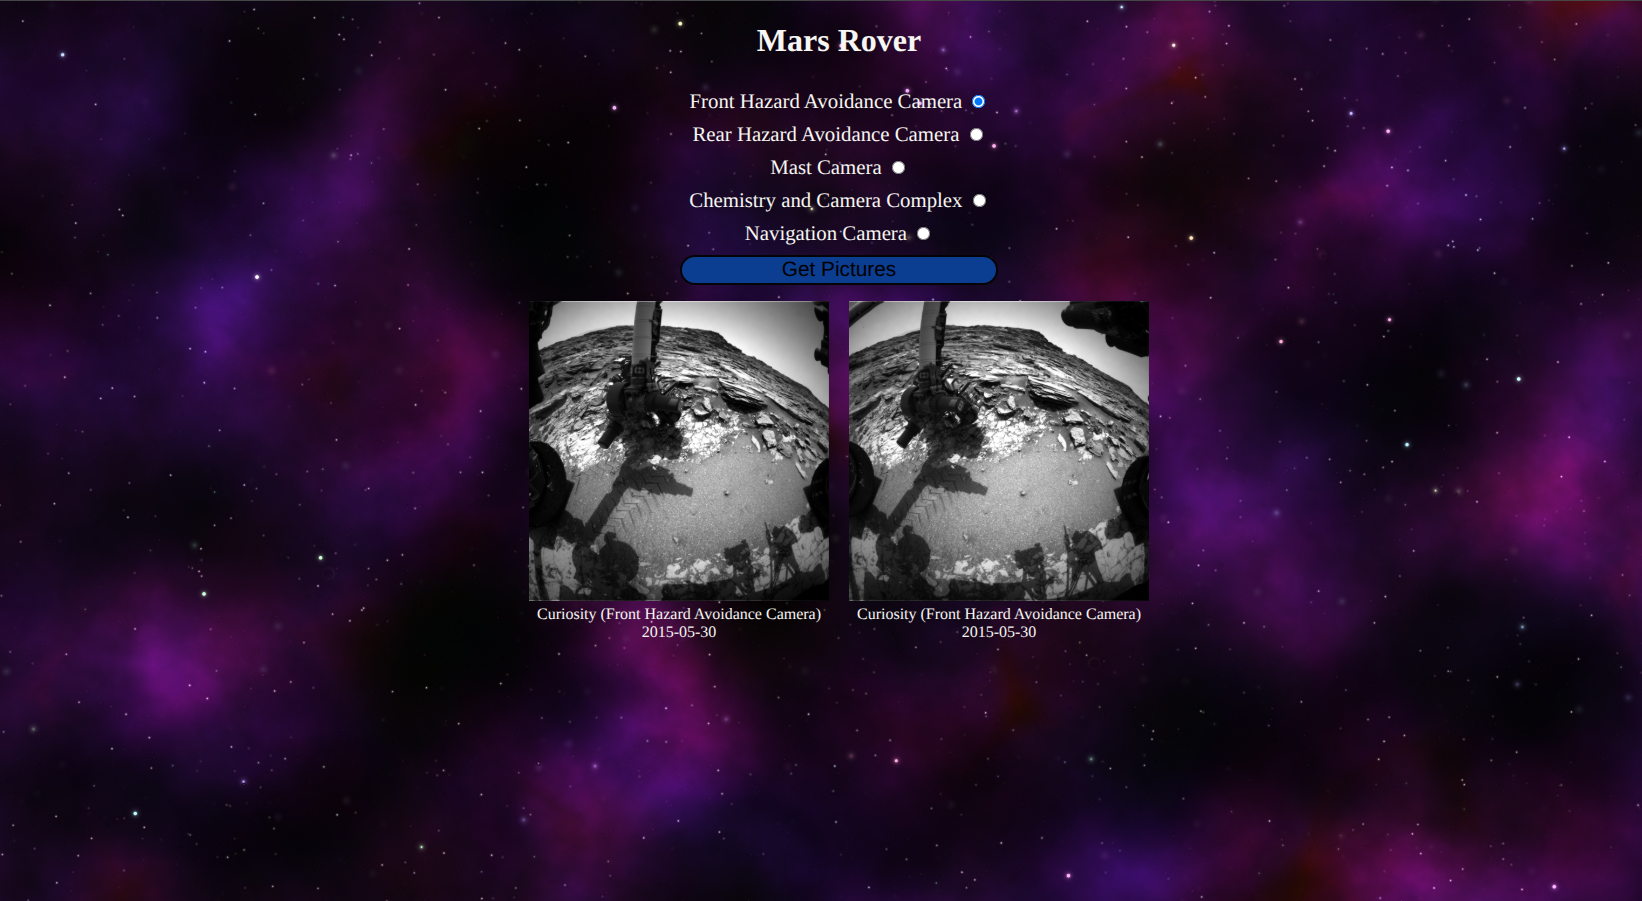 Mars Rover
Front Hazard Avoidance Camera
Rear Hazard Avoidance Camera
Mast Camera
Chemistry and Camera Complex
Navigation Camera
Get Pictures
Curiosity (Front Hazard Avoidance Camera)
2015-05-30
Curiosity (Front Hazard Avoidance Camera)
2015-05-30